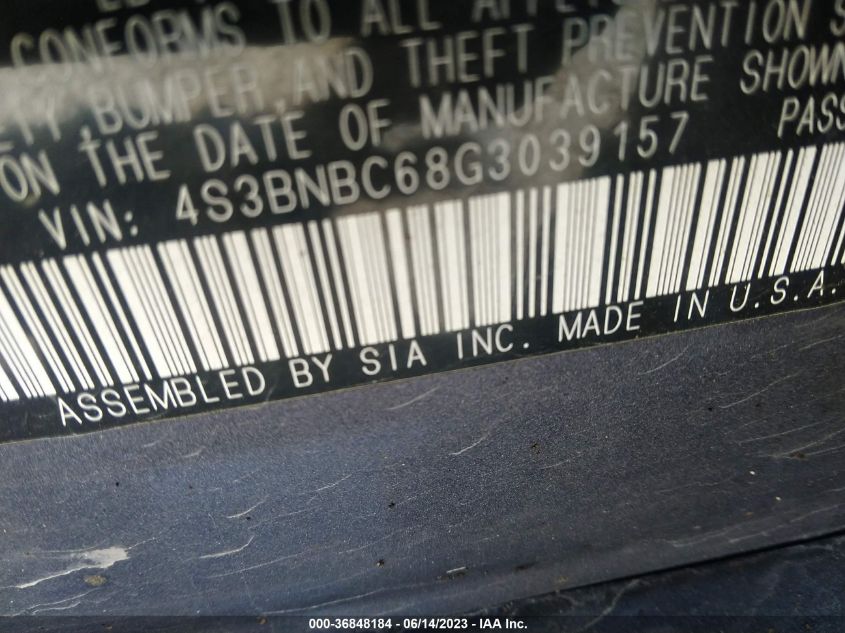 CONFORMS TO ALL
BUMPER, AND THEFT PREVENTION
ON THE DATE OF MANUFACTURE SHOWN
VIN: 4S3BNBC68G3039157 PASS
ASSEMBLED BY SIA INC. MADE IN U.S.A.
000-36848184 - 06/14/2023 - IAA Inc.